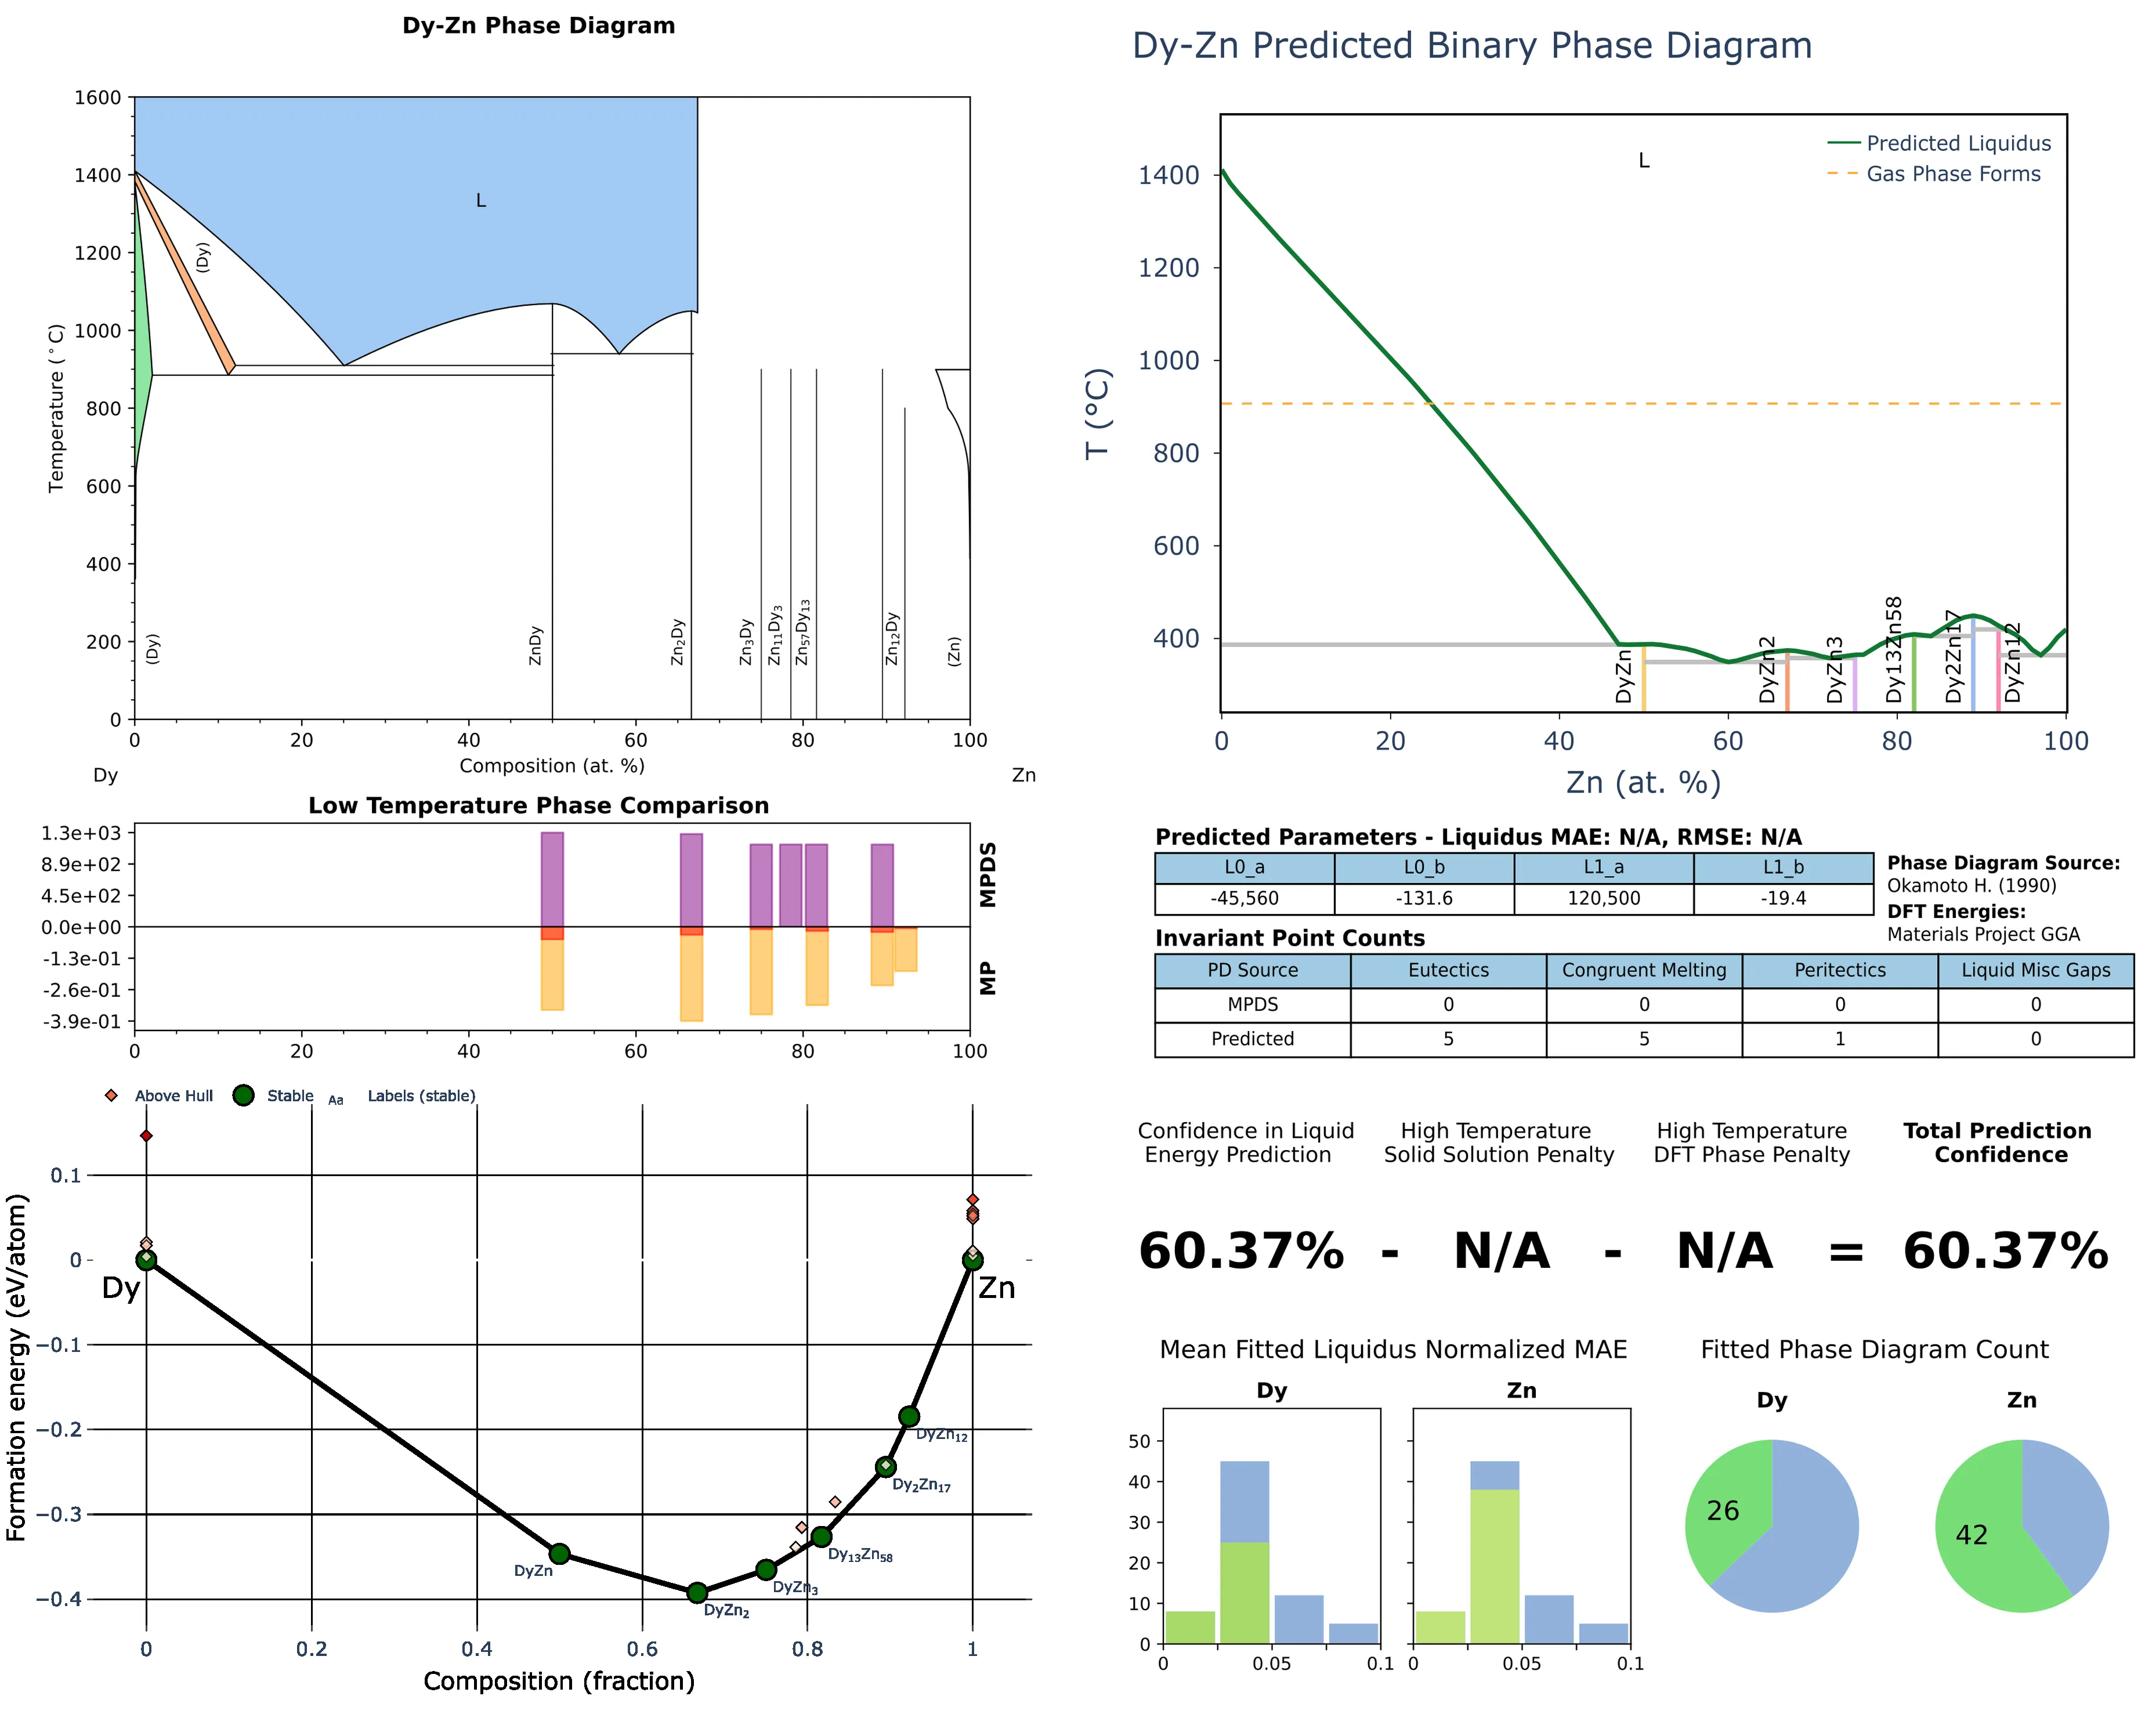 Dy-Zn Phase Diagram
1600
1400
1200
1000
800
600
400
200
0
Temperature (°C)
L
(Dy)
(Dy)
ZnDy
Zn₂Dy
Zn₃Dy
Zn₁₁Dy₃
Zn₅₇Dy₁₃
Zn₁₂Dy
(Zn)
0 20 40 60 80 100
Composition (at. %)
Dy Zn
Low Temperature Phase Comparison
1.3e+03
8.9e+02
4.5e+02
0.0e+00
-1.3e-01
-2.6e-01
-3.9e-01
MPDS
MP
0 20 40 60 80 100
Above Hull Stable Aa Labels (stable)
0.1
0
−0.1
−0.2
−0.3
−0.4
Formation energy (eV/atom)
Dy
Zn
DyZn
DyZn₂
DyZn₃
Dy₁₃Zn₅₈
Dy₂Zn₁₇
DyZn₁₂
0 0.2 0.4 0.6 0.8 1
Composition (fraction)
Dy-Zn Predicted Binary Phase Diagram
L
Predicted Liquidus
Gas Phase Forms
1400
1200
1000
800
600
400
T (°C)
DyZn
DyZn2
DyZn3
Dy13Zn58
Dy2Zn17
DyZn12
0 20 40 60 80 100
Zn (at. %)
Predicted Parameters - Liquidus MAE: N/A, RMSE: N/A
L0_a L0_b L1_a L1_b
-45,560 -131.6 120,500 -19.4
Phase Diagram Source:
Okamoto H. (1990)
DFT Energies:
Materials Project GGA
Invariant Point Counts
PD Source Eutectics Congruent Melting Peritectics Liquid Misc Gaps
MPDS 0 0 0 0
Predicted 5 5 1 0
Confidence in Liquid
Energy Prediction
High Temperature
Solid Solution Penalty
High Temperature
DFT Phase Penalty
Total Prediction
Confidence
60.37% - N/A - N/A = 60.37%
Mean Fitted Liquidus Normalized MAE
Dy Zn
50
40
30
20
10
0
0 0.05 0.1
0 0.05 0.1
Fitted Phase Diagram Count
Dy Zn
26
42